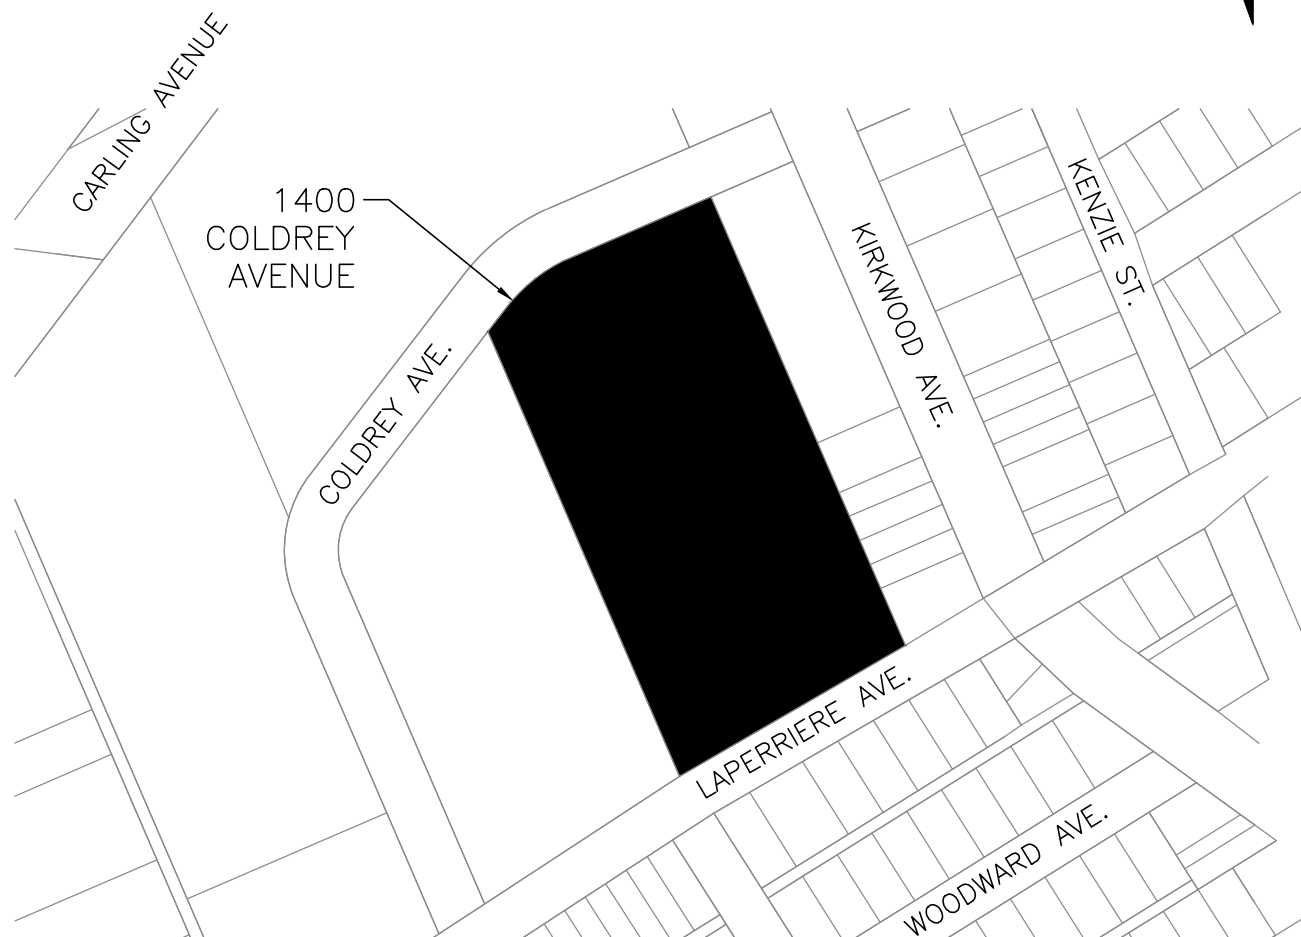 CARLING AVENUE
1400
COLDREY
AVENUE
COLDREY AVE.
KIRKWOOD AVE.
KENZIE ST.
LAPERRIERE AVE.
WOODWARD AVE.